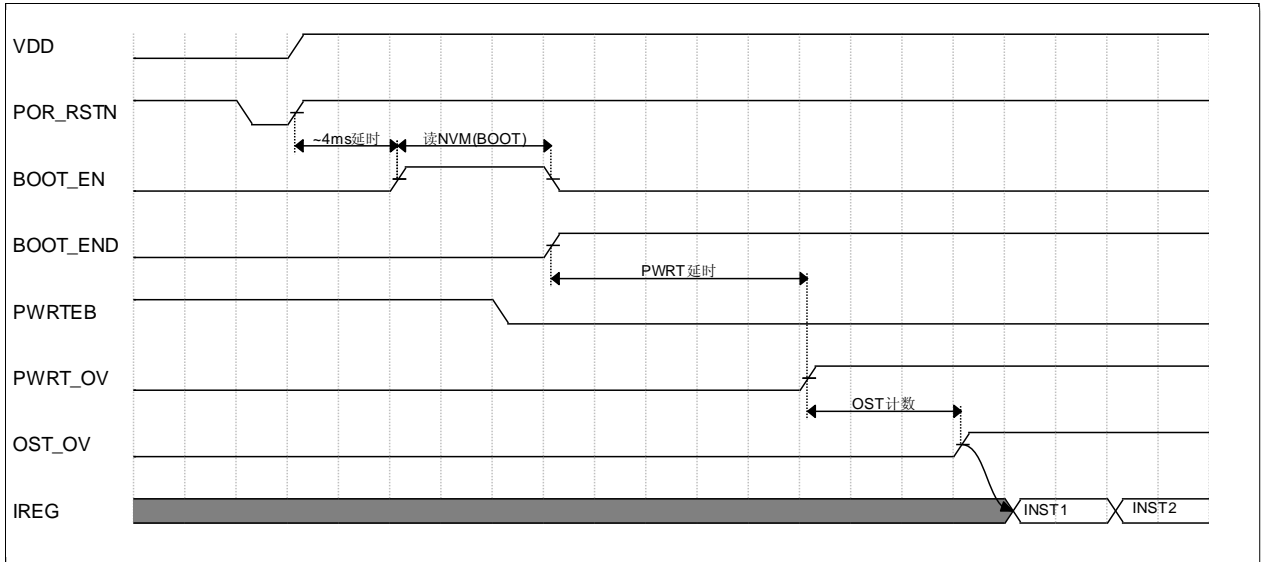 VDD
POR_RSTN
~4ms延时
读NVM(BOOT)
BOOT_EN
BOOT_END
PWRT延时
PWRTEB
PWRT_OV
OST计数
OST_OV
IREG
INST1
INST2